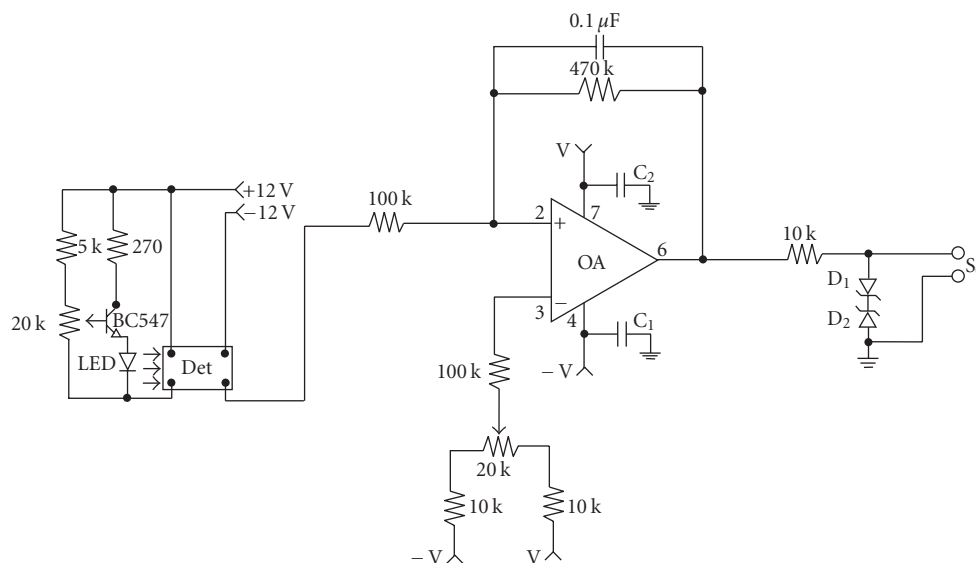 0.1 µF
470 k
V
C2
+12 V
−12 V
100 k
2
+
7
5 k
270
OA
6
10 k
S
D1
20 k
BC547
3
−
4
C1
D2
LED
Det
100 k
− V
20 k
10 k
10 k
− V
V